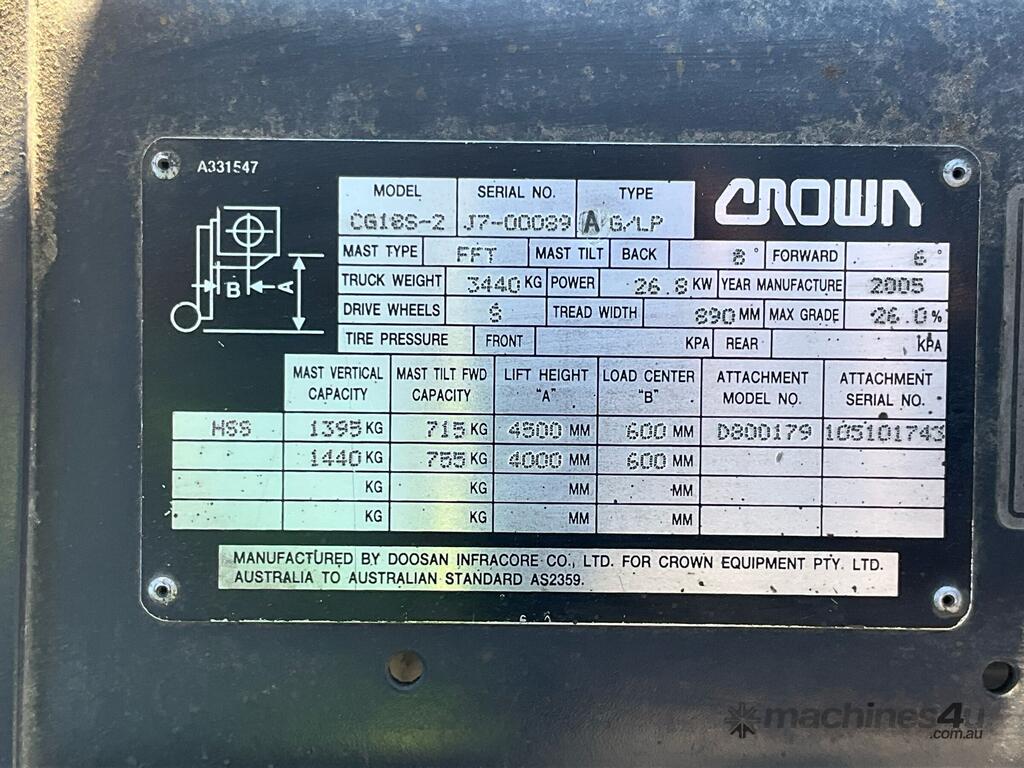 A331547
MODEL SERIAL NO. TYPE CROWN
CG18S-2 J7-00089 A G/LP
MAST TYPE FFT MAST TILT BACK 8° FORWARD 6°
TRUCK WEIGHT 3440 KG POWER 26.8 KW YEAR MANUFACTURE 2005
DRIVE WHEELS S TREAD WIDTH 890 MM MAX GRADE 26.0 %
TIRE PRESSURE FRONT KPA REAR KPA
B A
MAST VERTICAL MAST TILT FWD LIFT HEIGHT LOAD CENTER ATTACHMENT ATTACHMENT
CAPACITY CAPACITY "A" "B" MODEL NO. SERIAL NO.
HSS 1395 KG 715 KG 4500 MM 600 MM D800179 105101743
1440 KG 755 KG 4000 MM 600 MM
KG KG MM MM
KG KG MM MM
MANUFACTURED BY DOOSAN INFRACORE CO., LTD. FOR CROWN EQUIPMENT PTY. LTD.
AUSTRALIA TO AUSTRALIAN STANDARD AS2359.
machines4u
.com.au